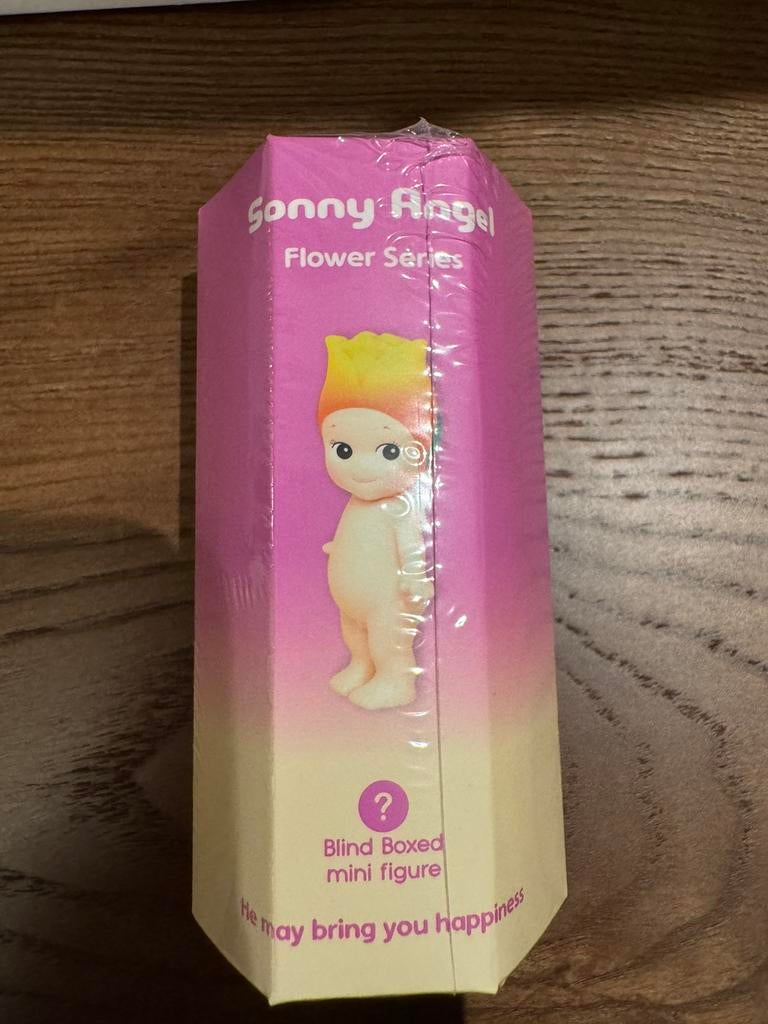 Sonny Angel
Flower Series
?
Blind Boxed
mini figure
He may bring you happiness